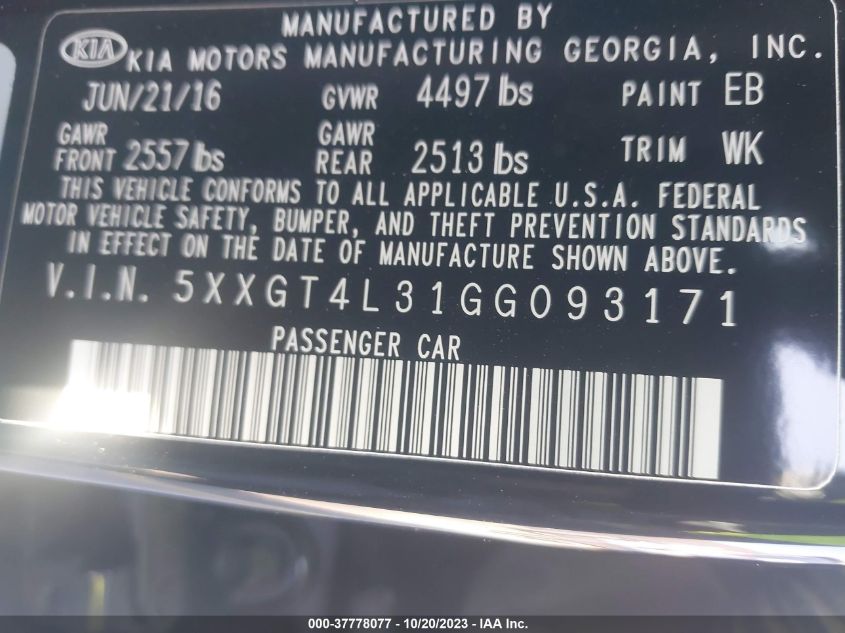 MANUFACTURED BY
KIA KIA MOTORS MANUFACTURING GEORGIA, INC.
JUN/21/16 GVWR 4497 lbs PAINT EB
GAWR FRONT 2557 lbs GAWR REAR 2513 lbs TRIM WK
THIS VEHICLE CONFORMS TO ALL APPLICABLE U.S.A. FEDERAL
MOTOR VEHICLE SAFETY, BUMPER, AND THEFT PREVENTION STANDARDS
IN EFFECT ON THE DATE OF MANUFACTURE SHOWN ABOVE.
V.I.N. 5XXGT4L31GG093171
PASSENGER CAR
000-37778077 - 10/20/2023 - IAA Inc.